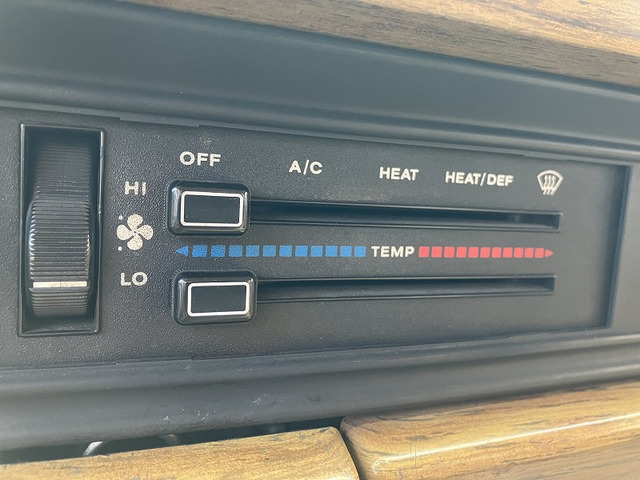 OFF A/C HEAT HEAT/DEF
HI
TEMP
LO